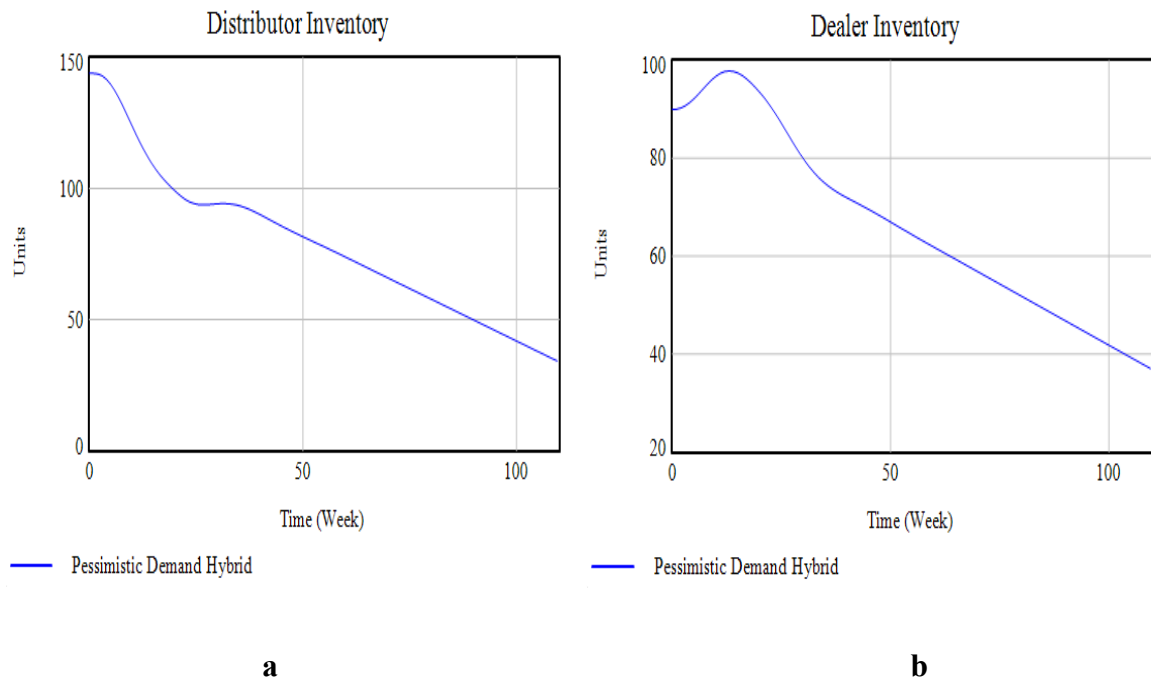 Distributor Inventory
150
100
50
0
Units
0 50 100
Time (Week)
Pessimistic Demand Hybrid
a
Dealer Inventory
100
80
60
40
20
Units
0 50 100
Time (Week)
Pessimistic Demand Hybrid
b